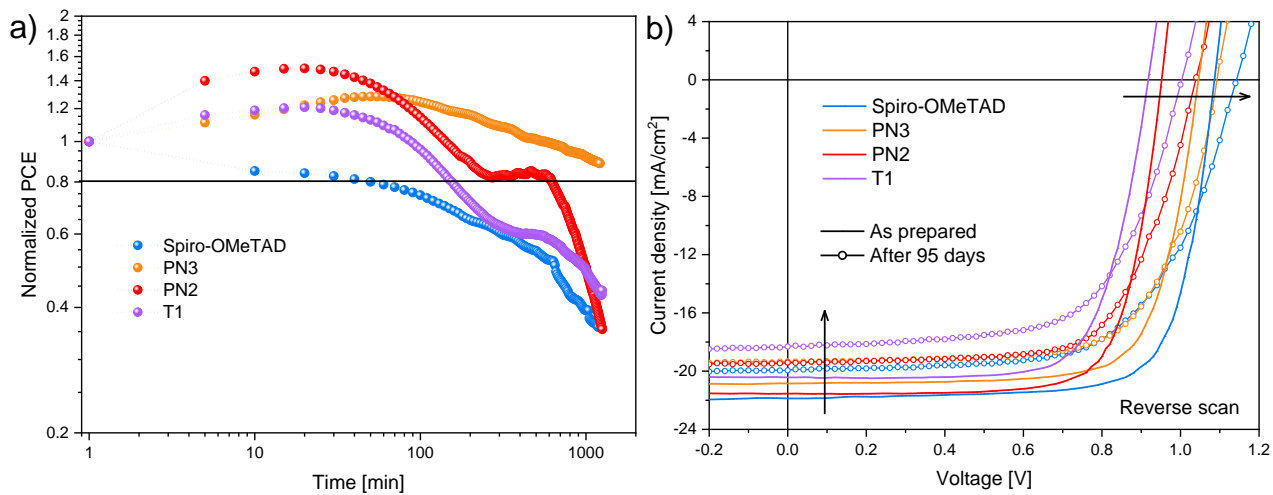 a)
Normalized PCE
2
1.8
1.6
1.4
1.2
1
0.8
0.6
0.4
0.2
Spiro-OMeTAD
PN3
PN2
T1
1
10
100
1000
Time [min]
b)
Current density [mA/cm²]
4
0
-4
-8
-12
-16
-20
-24
Spiro-OMeTAD
PN3
PN2
T1
As prepared
After 95 days
Reverse scan
-0.2
0.0
0.2
0.4
0.6
0.8
1.0
1.2
Voltage [V]